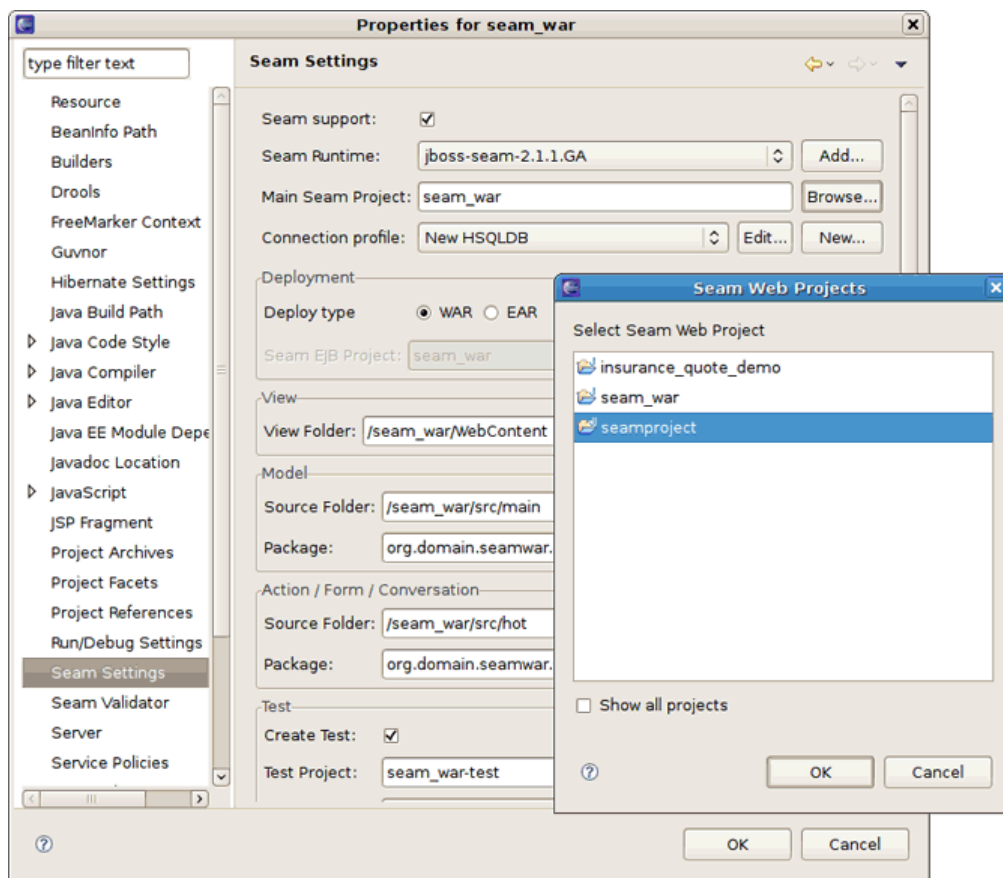 Properties for seam_war
type filter text
Resource
BeanInfo Path
Builders
Drools
FreeMarker Context
Guvnor
Hibernate Settings
Java Build Path
Java Code Style
Java Compiler
Java Editor
Java EE Module Depe
Javadoc Location
JavaScript
JSP Fragment
Project Archives
Project Facets
Project References
Run/Debug Settings
Seam Settings
Seam Validator
Server
Service Policies
Seam Settings
Seam support:
Seam Runtime: jboss-seam-2.1.1.GA Add...
Main Seam Project: seam_war Browse...
Connection profile: New HSQLDB Edit... New...
Deployment
Deploy type WAR EAR
Seam EJB Project: seam_war
View
View Folder: /seam_war/WebContent
Model
Source Folder: /seam_war/src/main
Package: org.domain.seamwar.
Action / Form / Conversation
Source Folder: /seam_war/src/hot
Package: org.domain.seamwar.
Test
Create Test:
Test Project: seam_war-test
OK Cancel
Seam Web Projects
Select Seam Web Project
insurance_quote_demo
seam_war
seamproject
Show all projects
OK Cancel